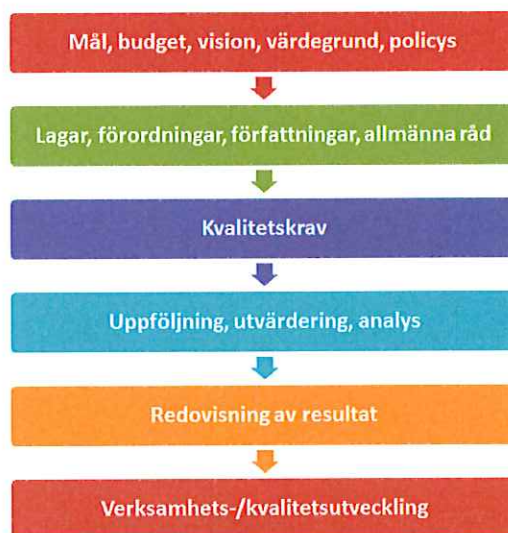 Mål, budget, vision, värdegrund, policys
Lagar, förordningar, författningar, allmänna råd
Kvalitetskrav
Uppföljning, utvärdering, analys
Redovisning av resultat
Verksamhets-/kvalitetsutveckling